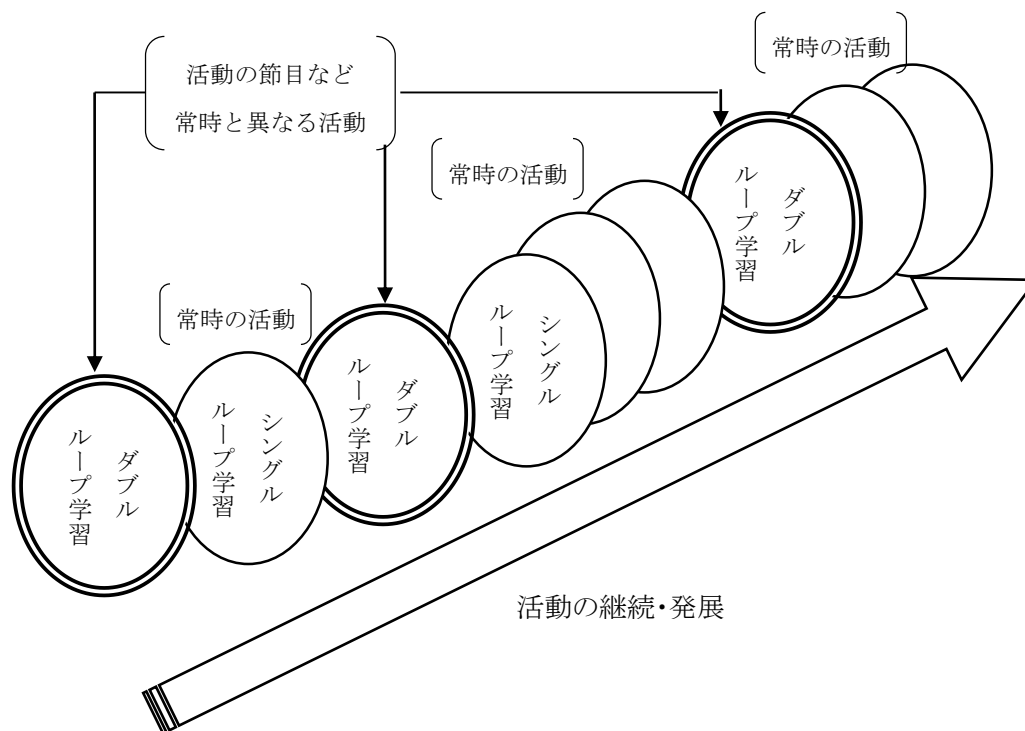 常時の活動
活動の節目など
常時と異なる活動
常時の活動
ダブル
ループ学習
常時の活動
シングル
ループ学習
ダブル
ループ学習
シングル
ループ学習
ダブル
ループ学習
活動の継続・発展